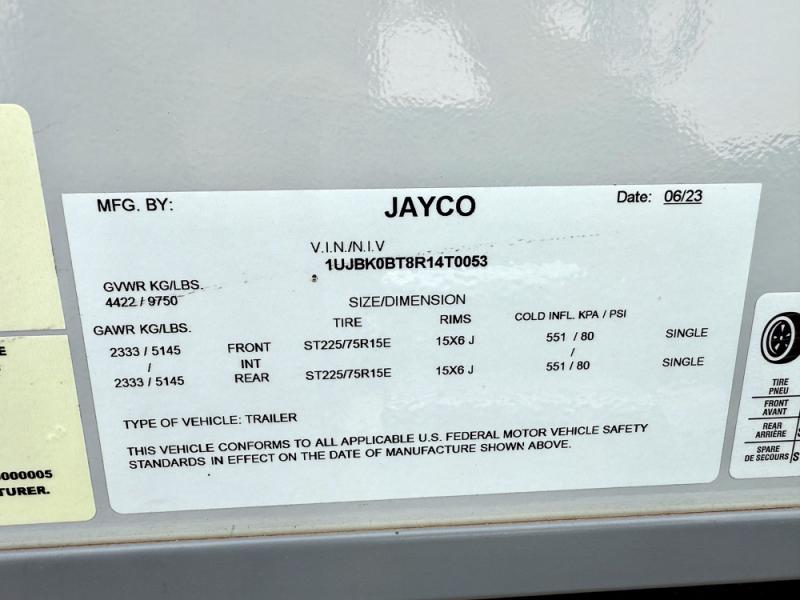 MFG. BY:
JAYCO
Date: 06/23
V.I.N./N.I.V
1UJBK0BT8R14T0053
GVWR KG/LBS.
4422 / 9750
SIZE/DIMENSION
GAWR KG/LBS.
TIRE
RIMS
COLD INFL. KPA / PSI
2333 / 5145 FRONT ST225/75R15E 15X6 J 551 / 80 SINGLE
/ INT /
2333 / 5145 REAR ST225/75R15E 15X6 J 551 / 80 SINGLE
TYPE OF VEHICLE: TRAILER
THIS VEHICLE CONFORMS TO ALL APPLICABLE U.S. FEDERAL MOTOR VEHICLE SAFETY
STANDARDS IN EFFECT ON THE DATE OF MANUFACTURE SHOWN ABOVE.
000005
TURER.
TIRE
PNEU
FRONT
AVANT
REAR
ARRIÈRE
SPARE
DE SECOURS